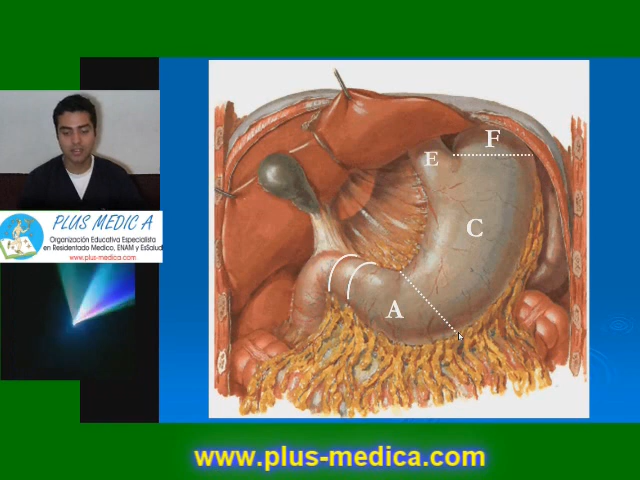 F
E
C
A
PLUS MEDIC A
Organización Educativa Especialista
en Residentado Medico, ENAM y EsSalud
www.plus-medica.com
www.plus-medica.com